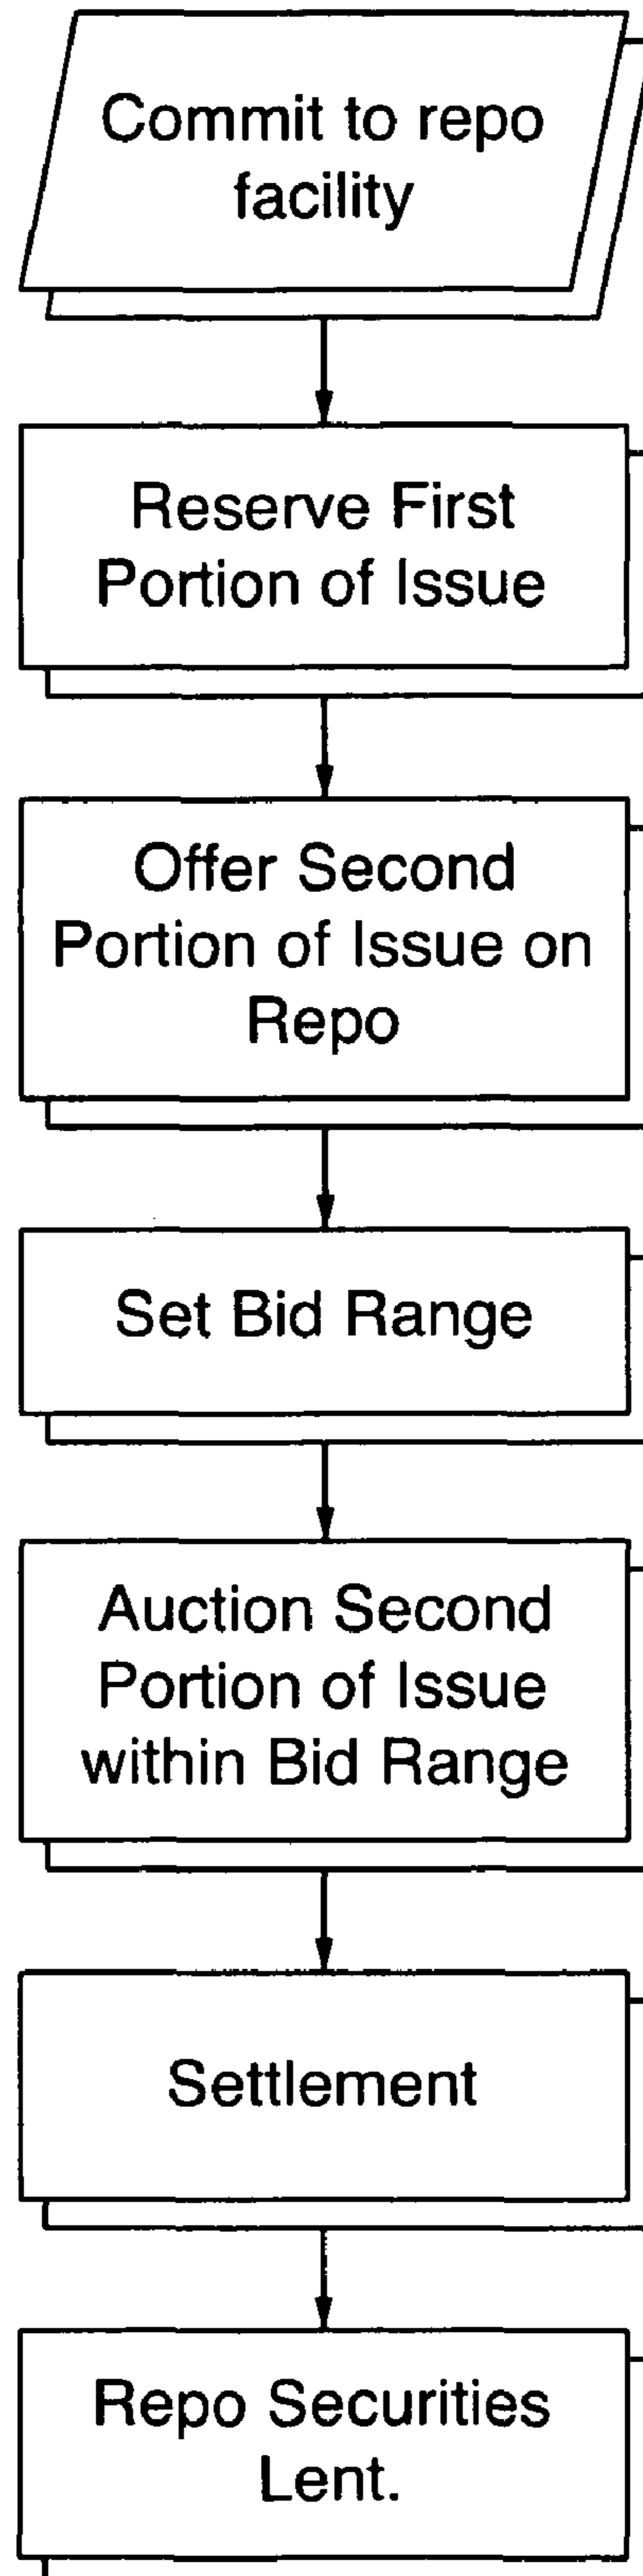 Commit to repo
facility
Reserve First
Portion of Issue
Offer Second
Portion of Issue on
Repo
Set Bid Range
Auction Second
Portion of Issue
within Bid Range
Settlement
Repo Securities
Lent.